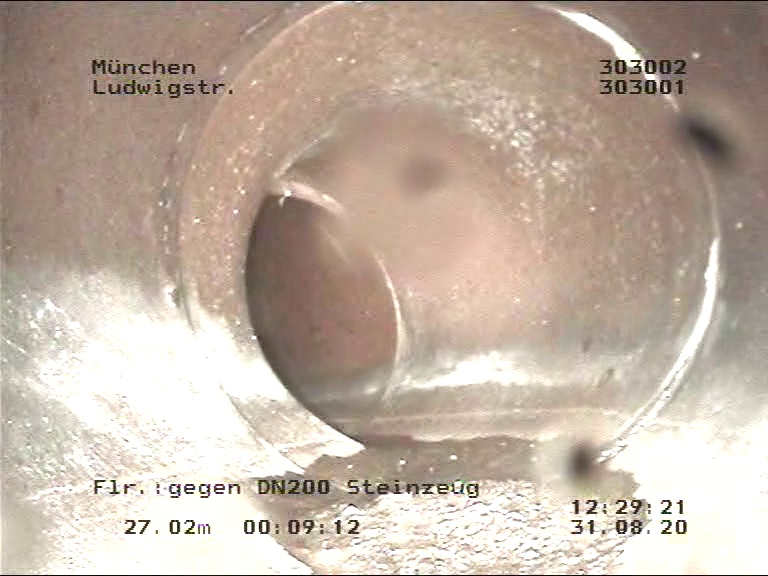 München 303002
Ludwigstr. 303001
Flr.:gegen DN200 Steinzeug
12:29:21
27.02m 00:09:12 31.08.20